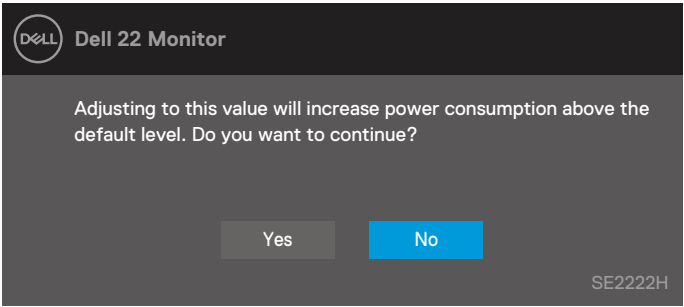 DELL Dell 22 Monitor
Adjusting to this value will increase power consumption above the
default level. Do you want to continue?
Yes No
SE2222H